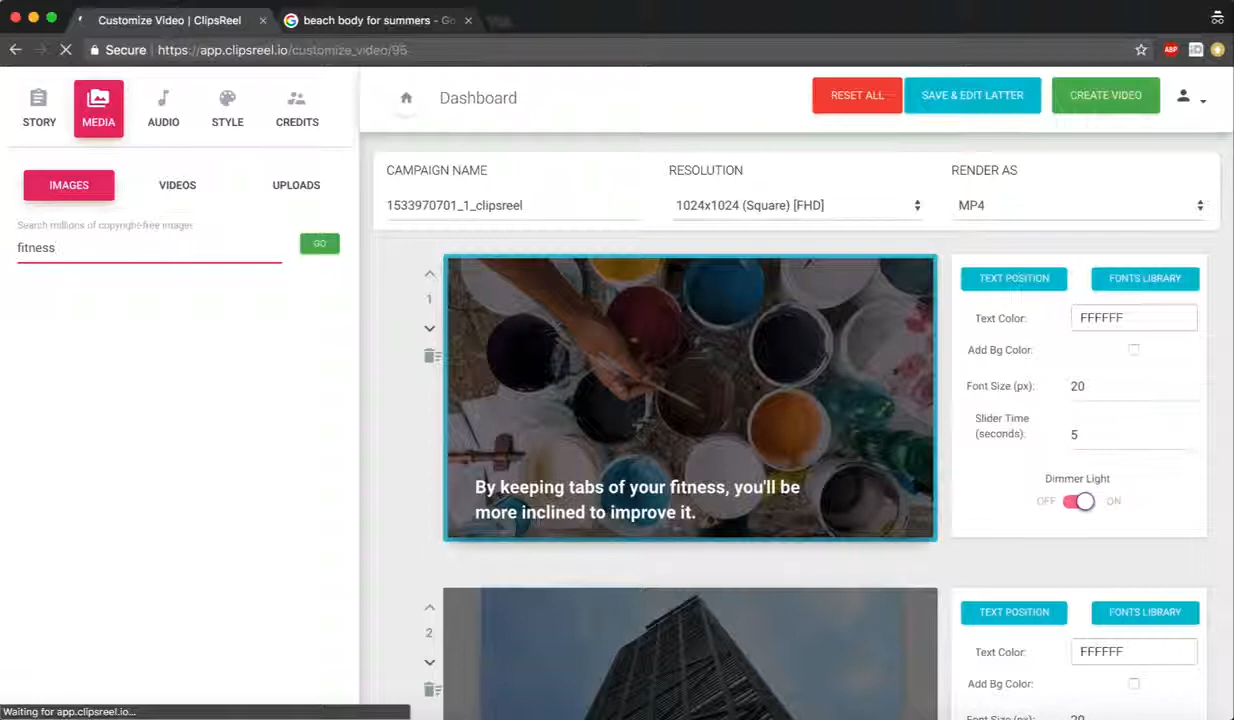 Customize Video | ClipsReel
beach body for summers - Go
Secure https://app.clipsreel.io/customize_video/95
ABP
STORY MEDIA AUDIO STYLE CREDITS
Dashboard
RESET ALL SAVE & EDIT LATTER CREATE VIDEO
IMAGES VIDEOS UPLOADS
Search millions of copyright-free images
fitness
GO
CAMPAIGN NAME RESOLUTION RENDER AS
1533970701_1_clipsreel 1024x1024 (Square) [FHD] MP4
1
By keeping tabs of your fitness, you'll be
more inclined to improve it.
TEXT POSITION FONTS LIBRARY
Text Color: FFFFFF
Add Bg Color:
Font Size (px): 20
Slider Time
(seconds): 5
Dimmer Light
OFF ON
2
TEXT POSITION FONTS LIBRARY
Text Color: FFFFFF
Add Bg Color:
Font Size (px): 20
Waiting for app.clipsreel.io...